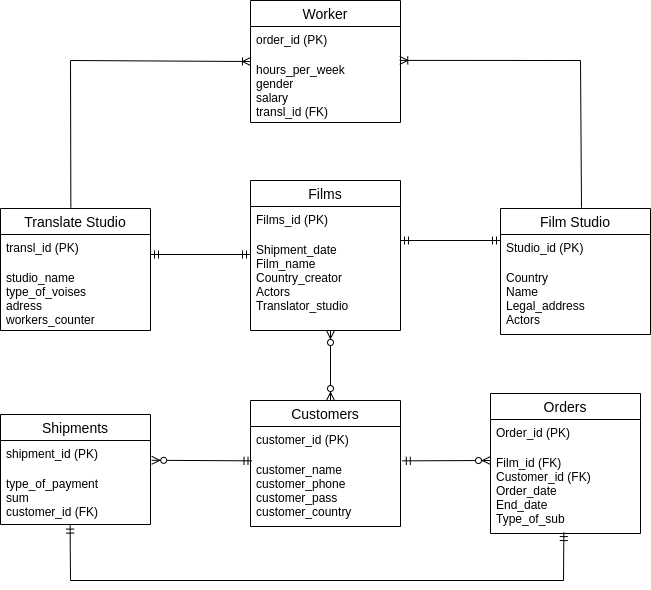 Worker
order_id (PK)
hours_per_week
gender
salary
transl_id (FK)
Translate Studio
transl_id (PK)
studio_name
type_of_voises
adress
workers_counter
Films
Films_id (PK)
Shipment_date
Film_name
Country_creator
Actors
Translator_studio
Film Studio
Studio_id (PK)
Country
Name
Legal_address
Actors
Shipments
shipment_id (PK)
type_of_payment
sum
customer_id (FK)
Customers
customer_id (PK)
customer_name
customer_phone
customer_pass
customer_country
Orders
Order_id (PK)
Film_id (FK)
Customer_id (FK)
Order_date
End_date
Type_of_sub